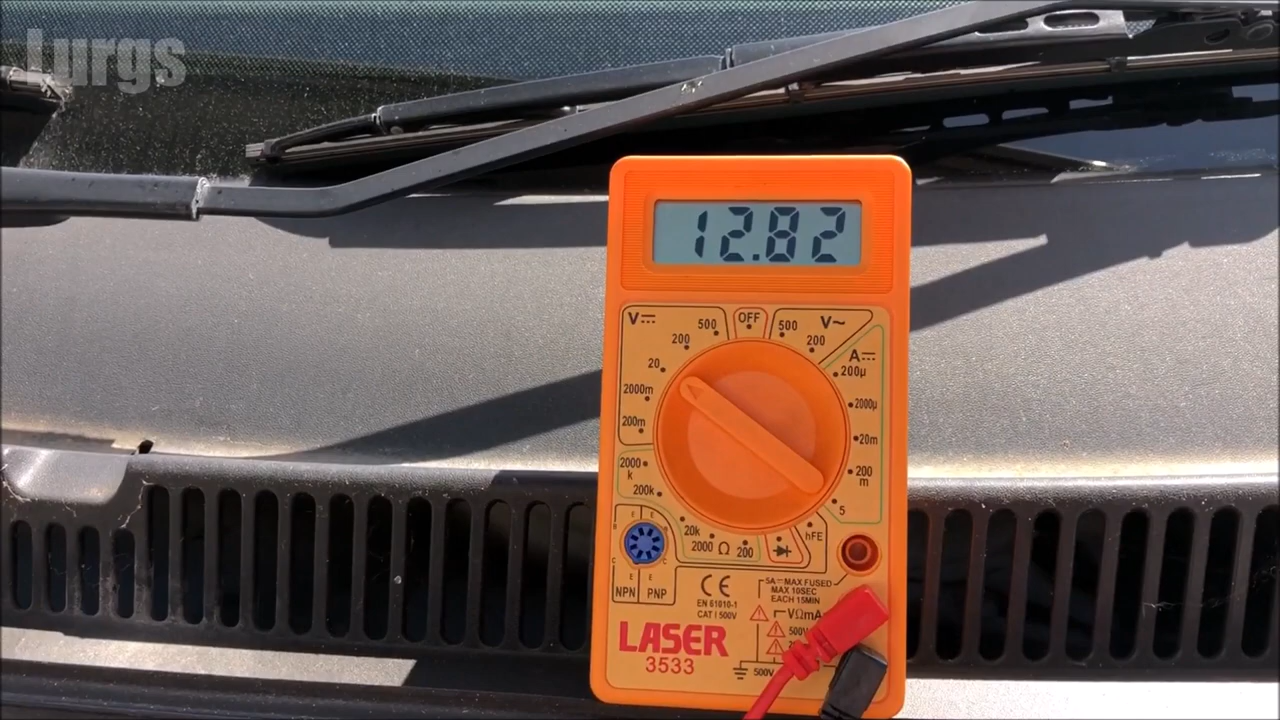 Lurgs
12.82
V⎓ 500 OFF 500 V~
200 200
A⎓
20 200µ
2000m 2000µ
200m 20m
2000 k 200 m
200k 5
20k hFE
2000 Ω 200
E E
B B
C C
E E
NPN PNP
CE
EN 61010-1
CAT I 500V
5A⎓MAX FUSED
MAX 10SEC
EACH 15MIN
VΩmA
500V
LASER
3533
500V